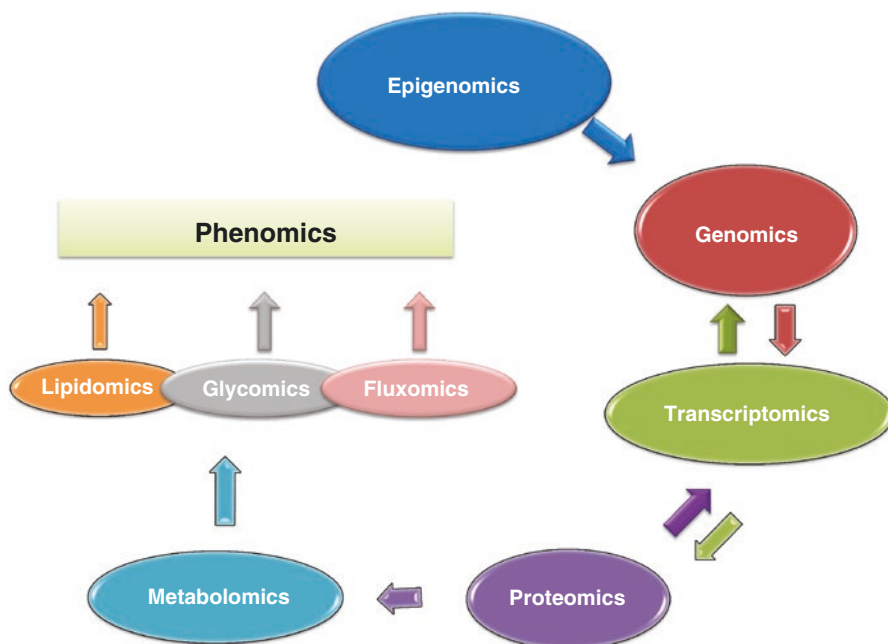 Epigenomics
Phenomics
Genomics
Lipidomics
Glycomics
Fluxomics
Transcriptomics
Metabolomics
Proteomics